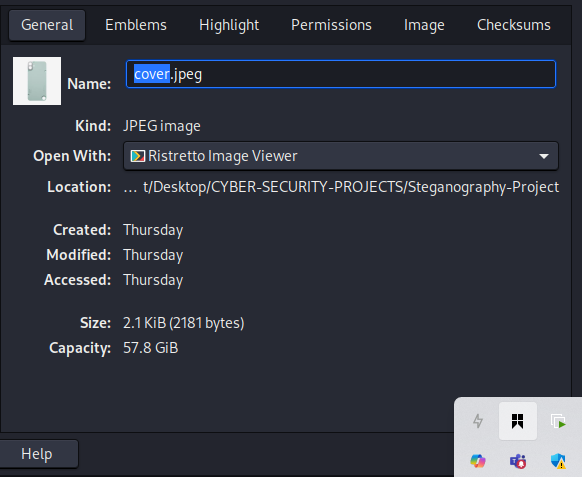 General Emblems Highlight Permissions Image Checksums
Name: cover.jpeg
Kind: JPEG image
Open With: Ristretto Image Viewer
Location: ... t/Desktop/CYBER-SECURITY-PROJECTS/Steganography-Project
Created: Thursday
Modified: Thursday
Accessed: Thursday
Size: 2.1 KiB (2181 bytes)
Capacity: 57.8 GiB
Help